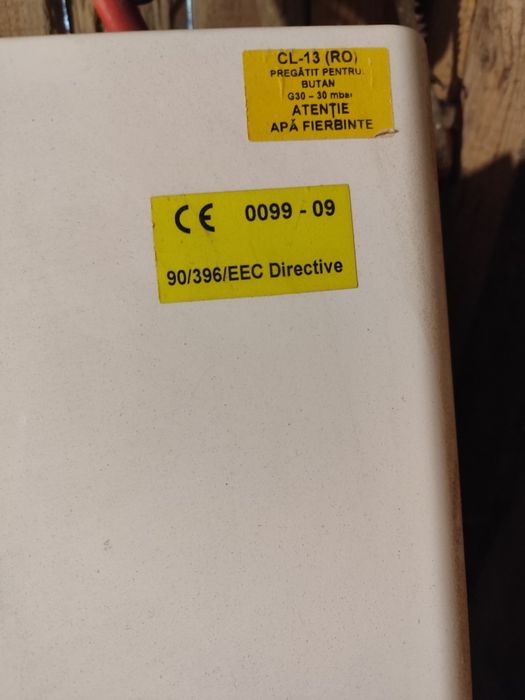 CL-13 (RO)
PREGĂTIT PENTRU:
BUTAN
G30 – 30 mbar
ATENȚIE
APĂ FIERBINTE
CE 0099 - 09
90/396/EEC Directive